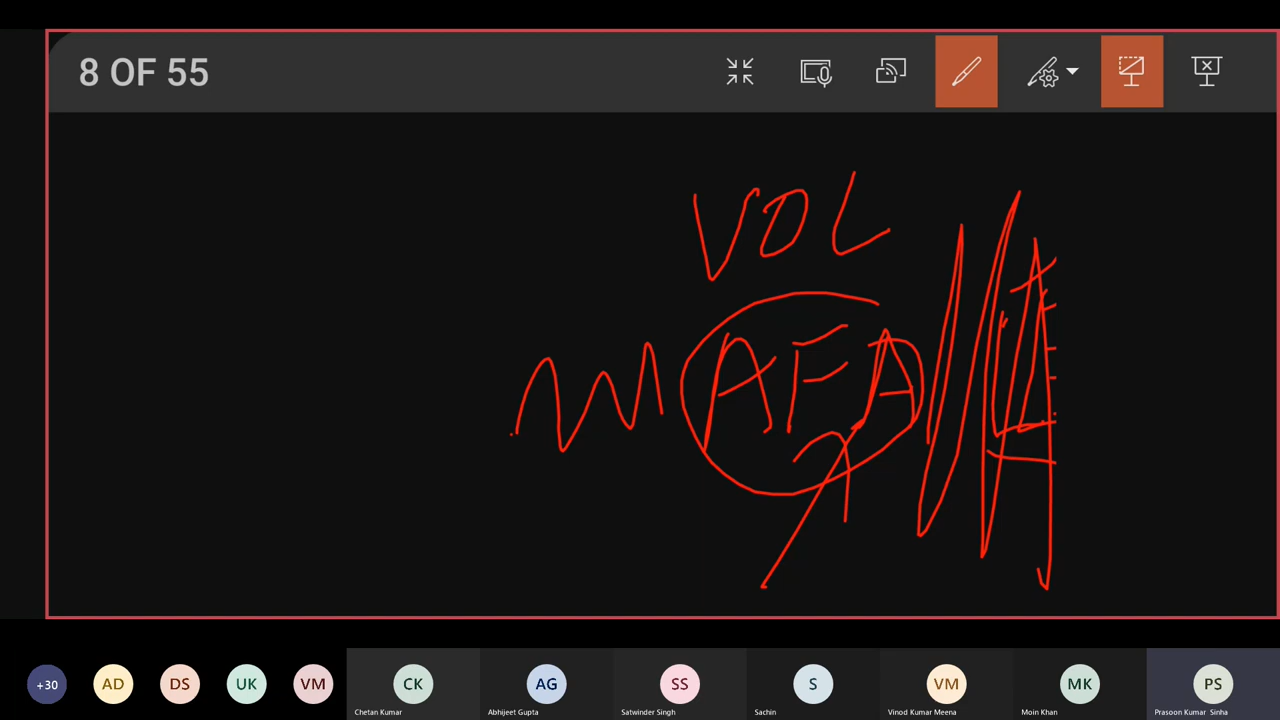 8 OF 55
VOL
M AFA
+30
AD
DS
UK
VM
CK
AG
SS
S
VM
MK
PS
Chetan Kumar
Abhijeet Gupta
Satwinder Singh
Sachin
Vinod Kumar Meena
Moin Khan
Prasoon Kumar Sinha